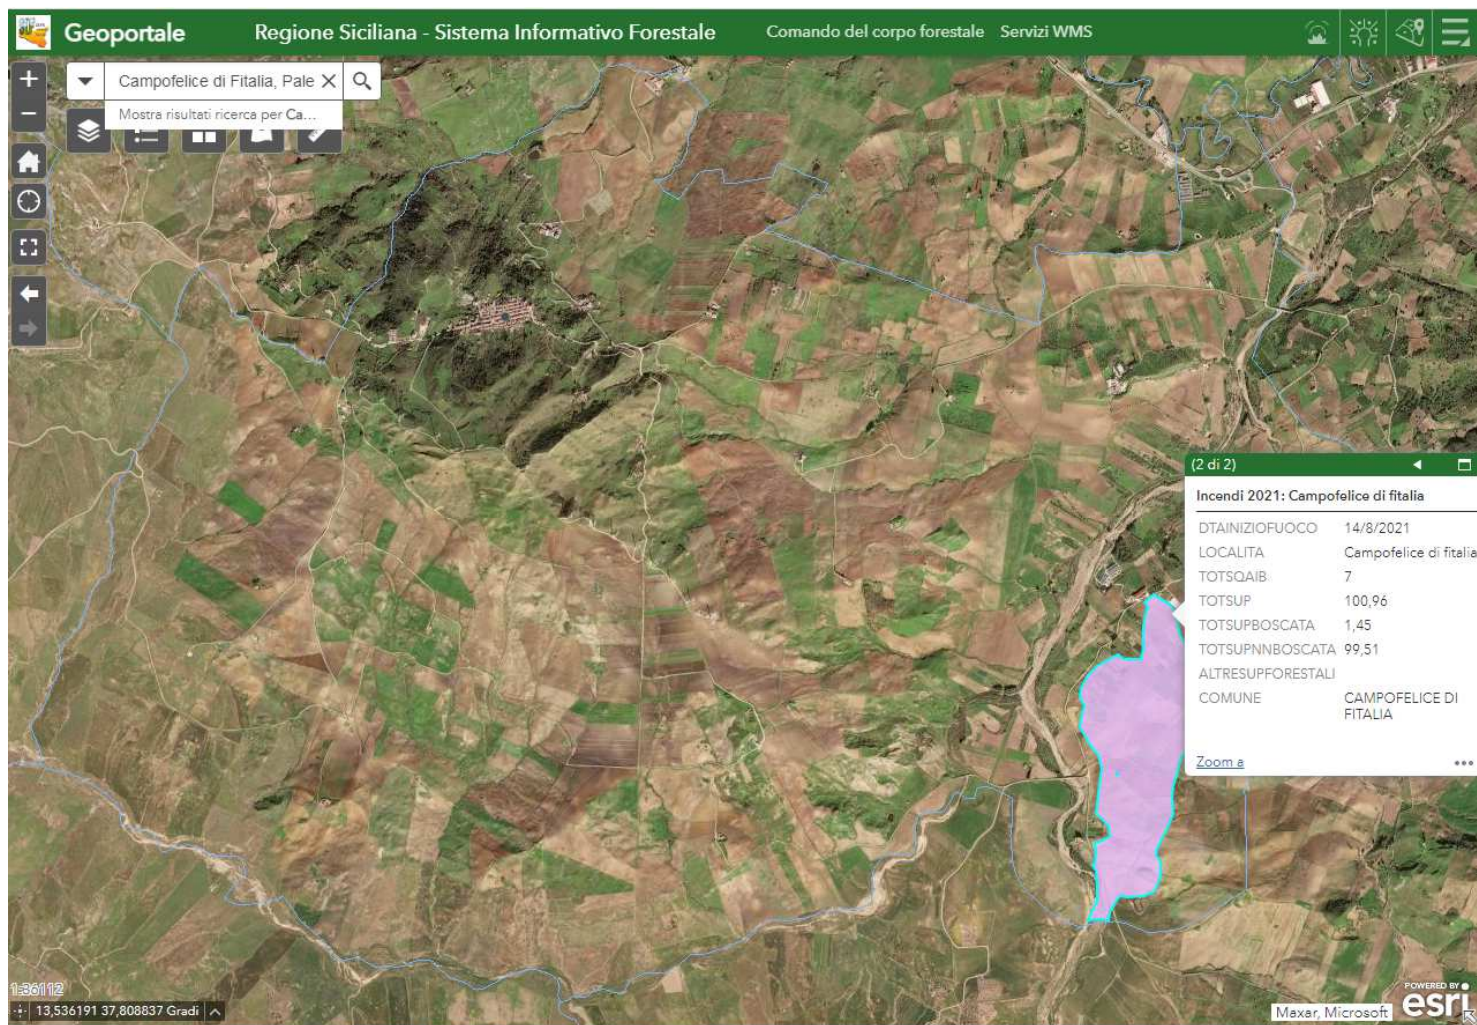 Geoportale Regione Siciliana - Sistema Informativo Forestale Comando del corpo forestale Servizi WMS
Campofelice di Fitalia, Pale
Mostra risultati ricerca per Ca...
(2 di 2)
Incendi 2021: Campofelice di fitalia
DTAINIZIOFUOCO 14/8/2021
LOCALITA Campofelice di fitalia
TOTSQAIB 7
TOTSUP 100,96
TOTSUPBOSCATA 1,45
TOTSUPNNBOSCATA 99,51
ALTRESUPFORESTALI
COMUNE CAMPOFELICE DI
FITALIA
Zoom a
1:36112
13,536191 37,808837 Gradi
Maxar, Microsoft
POWERED BY
esri